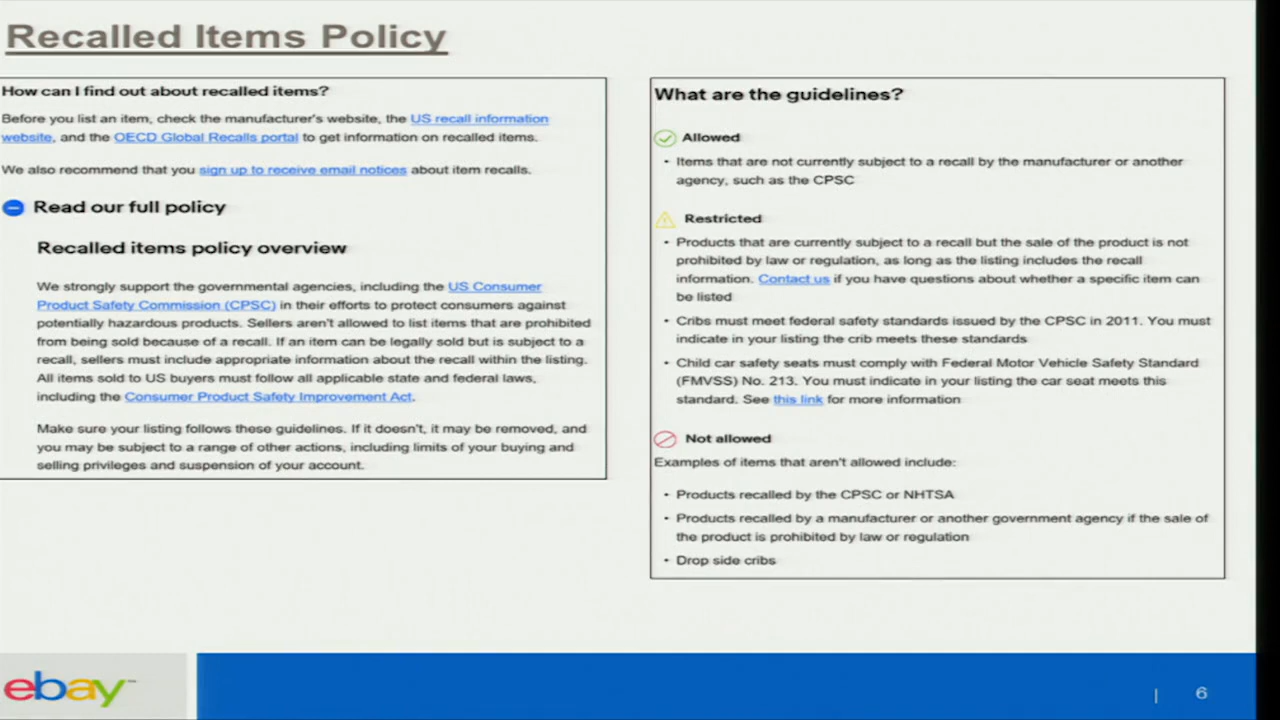 Recalled Items Policy
How can I find out about recalled items?
Before you list an item, check the manufacturer's website, the US recall information
website, and the OECD Global Recalls portal to get information on recalled items.
We also recommend that you sign up to receive email notices about item recalls.
Read our full policy
Recalled items policy overview
We strongly support the governmental agencies, including the US Consumer
Product Safety Commission (CPSC) in their efforts to protect consumers against
potentially hazardous products. Sellers aren't allowed to list items that are prohibited
from being sold because of a recall. If an item can be legally sold but is subject to a
recall, sellers must include appropriate information about the recall within the listing.
All items sold to US buyers must follow all applicable state and federal laws,
including the Consumer Product Safety Improvement Act.
Make sure your listing follows these guidelines. If it doesn't, it may be removed, and
you may be subject to a range of other actions, including limits of your buying and
selling privileges and suspension of your account.
What are the guidelines?
Allowed
• Items that are not currently subject to a recall by the manufacturer or another
agency, such as the CPSC
Restricted
• Products that are currently subject to a recall but the sale of the product is not
prohibited by law or regulation, as long as the listing includes the recall
information. Contact us if you have questions about whether a specific item can
be listed
• Cribs must meet federal safety standards issued by the CPSC in 2011. You must
indicate in your listing the crib meets these standards
• Child car safety seats must comply with Federal Motor Vehicle Safety Standard
(FMVSS) No. 213. You must indicate in your listing the car seat meets this
standard. See this link for more information
Not allowed
Examples of items that aren't allowed include:
• Products recalled by the CPSC or NHTSA
• Products recalled by a manufacturer or another government agency if the sale of
the product is prohibited by law or regulation
• Drop side cribs
ebay™
| 6